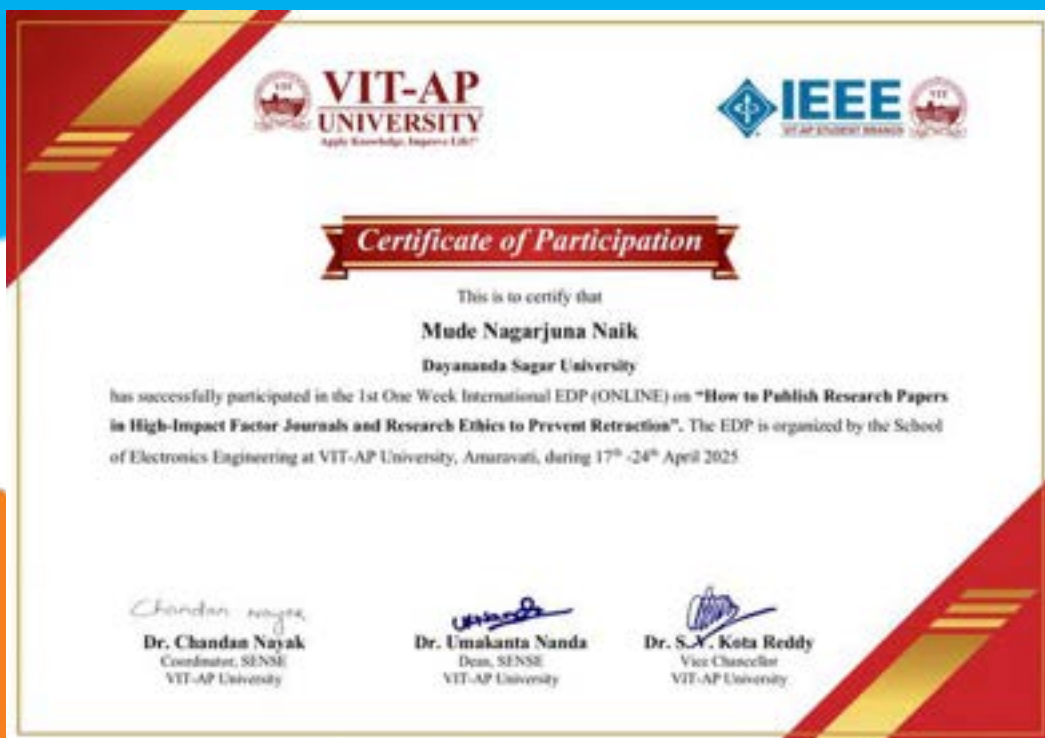 VIT-AP
UNIVERSITY
Apply Knowledge, Improve Life!®
IEEE
VIT-AP STUDENT BRANCH
VIT
Certificate of Participation
This is to certify that
Mude Nagarjuna Naik
Dayananda Sagar University
has successfully participated in the 1st One Week International EDP (ONLINE) on “How to Publish Research Papers
in High-Impact Factor Journals and Research Ethics to Prevent Retraction”. The EDP is organized by the School
of Electronics Engineering at VIT-AP University, Amaravati, during 17th -24th April 2025
Chandan Nayak
Dr. Chandan Nayak
Coordinator, SENSE
VIT-AP University
Dr. Umakanta Nanda
Dean, SENSE
VIT-AP University
Dr. S. V. Kota Reddy
Vice Chancellor
VIT-AP University